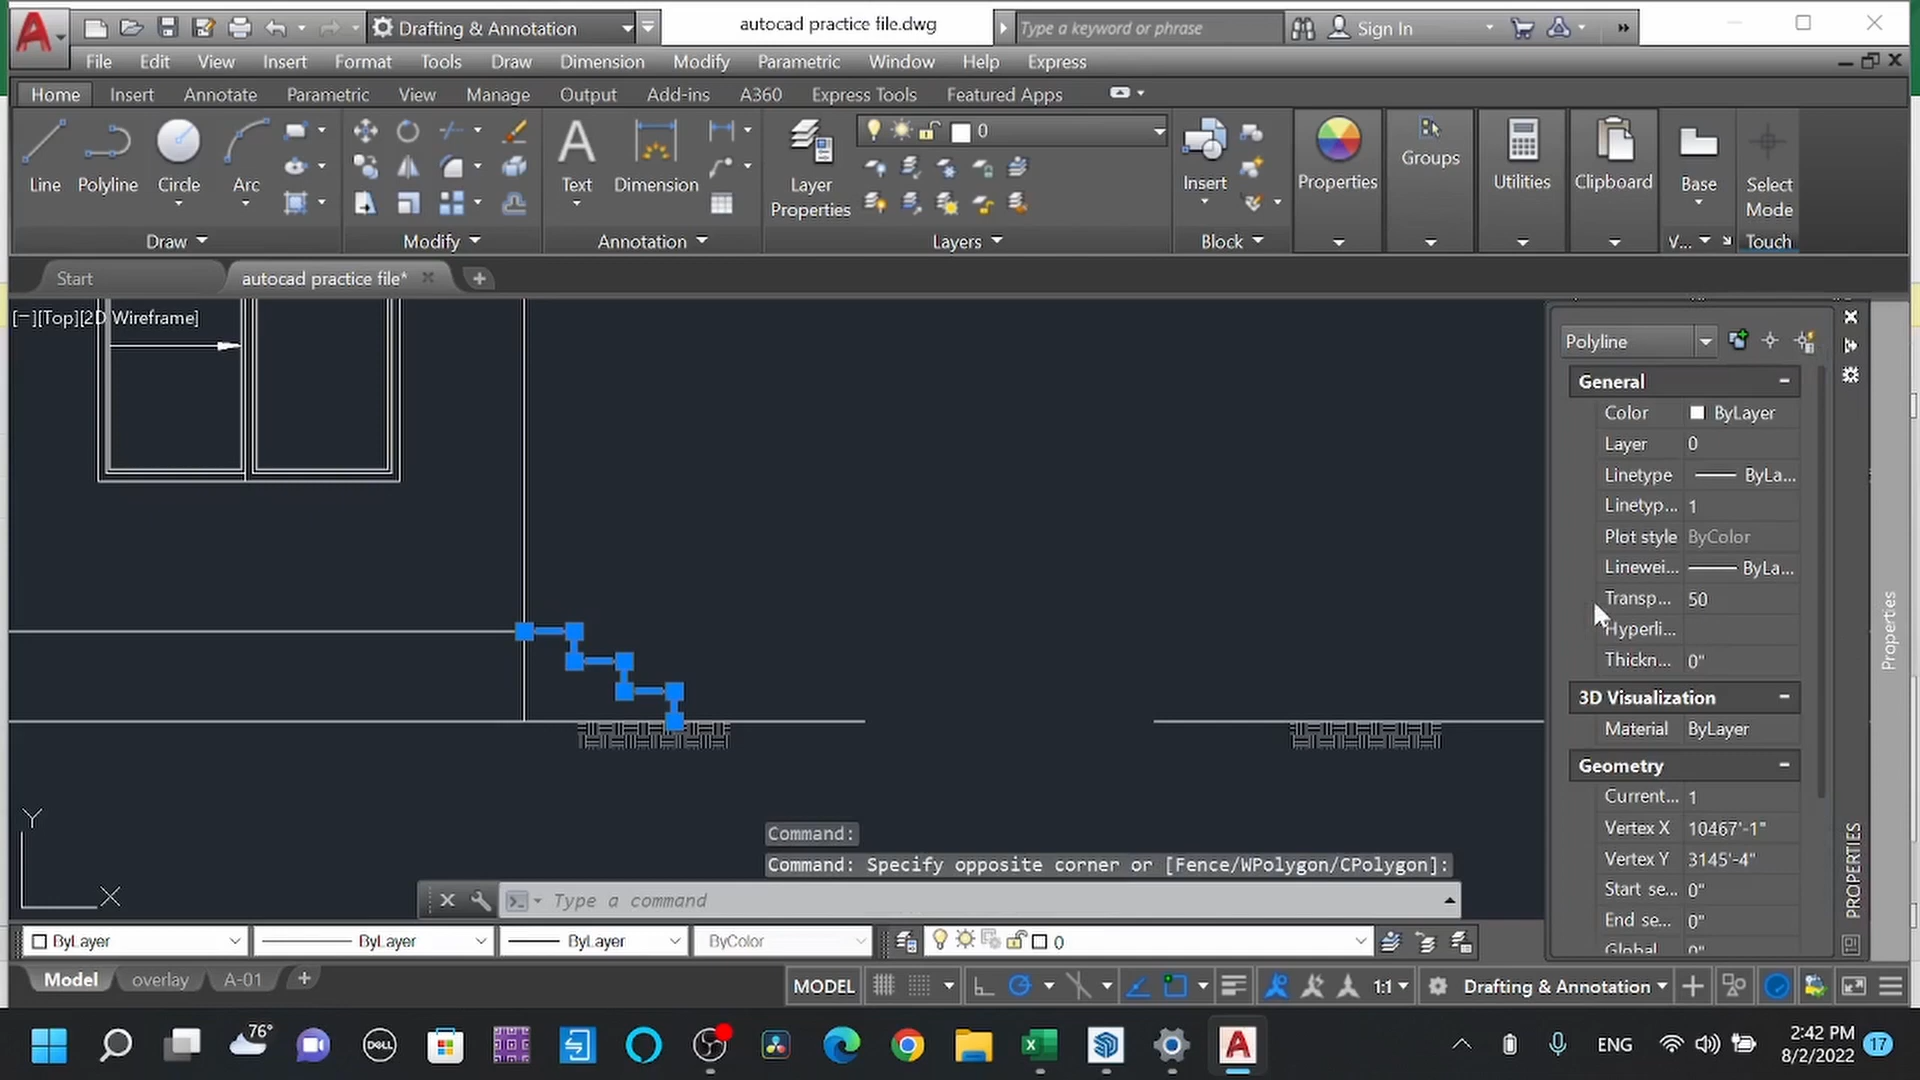 Drafting & Annotation
autocad practice file.dwg
Type a keyword or phrase
Sign In
File Edit View Insert Format Tools Draw Dimension Modify Parametric Window Help Express
Home Insert Annotate Parametric View Manage Output Add-ins A360 Express Tools Featured Apps
0
Line Polyline Circle Arc
Text Dimension
Layer Properties
Insert
Properties
Groups
Utilities
Clipboard
Base
Select Mode
Draw Modify Annotation Layers Block V... Touch
Start autocad practice file*
[−][Top][2D Wireframe]
Polyline
General
Color ByLayer
Layer 0
Linetype ByLa...
Linetyp... 1
Plot style ByColor
Linewei... ByLa...
Transp... 50
Hyperli...
Thickn... 0"
3D Visualization
Material ByLayer
Geometry
Current... 1
Vertex X 10467'-1"
Vertex Y 3145'-4"
Start se... 0"
End se... 0"
Global 0"
Properties
PROPERTIES
Y
X
Command:
Command: Specify opposite corner or [Fence/WPolygon/CPolygon]:
Type a command
ByLayer ByLayer ByLayer ByColor 0
Model overlay A-01
MODEL 1:1 Drafting & Annotation
76°
DELL
ENG
2:42 PM
8/2/2022
17